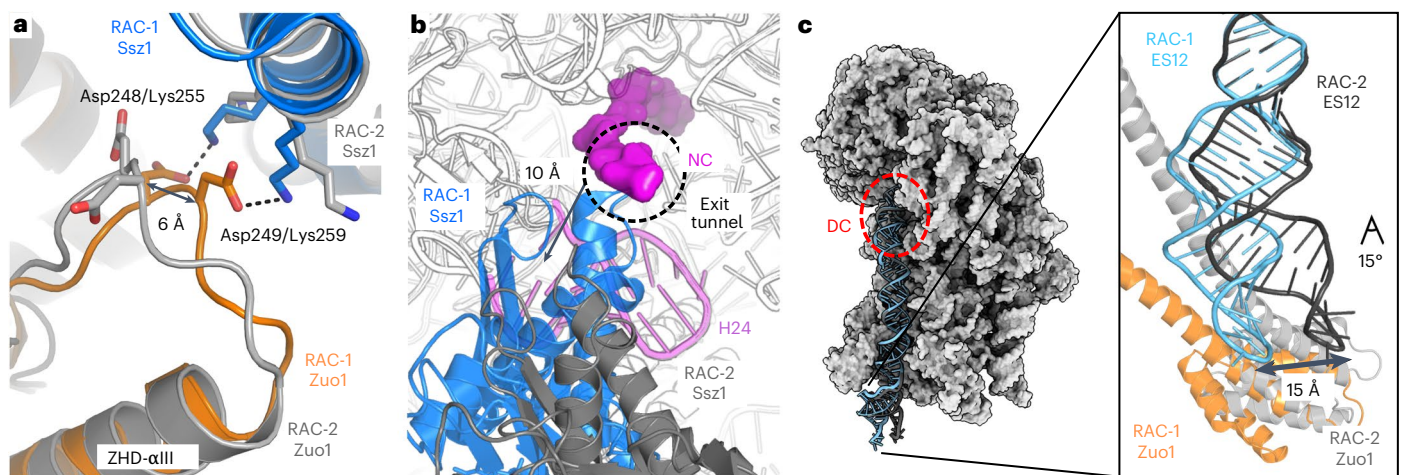 a
RAC-1
Ssz1
Asp248/Lys255
RAC-2
Ssz1
6 Å
Asp249/Lys259
RAC-1
Zuo1
RAC-2
Zuo1
ZHD-αIII
b
NC
10 Å
RAC-1
Ssz1
Exit
tunnel
H24
RAC-2
Ssz1
c
DC
RAC-1
ES12
RAC-2
ES12
15°
15 Å
RAC-1
Zuo1
RAC-2
Zuo1